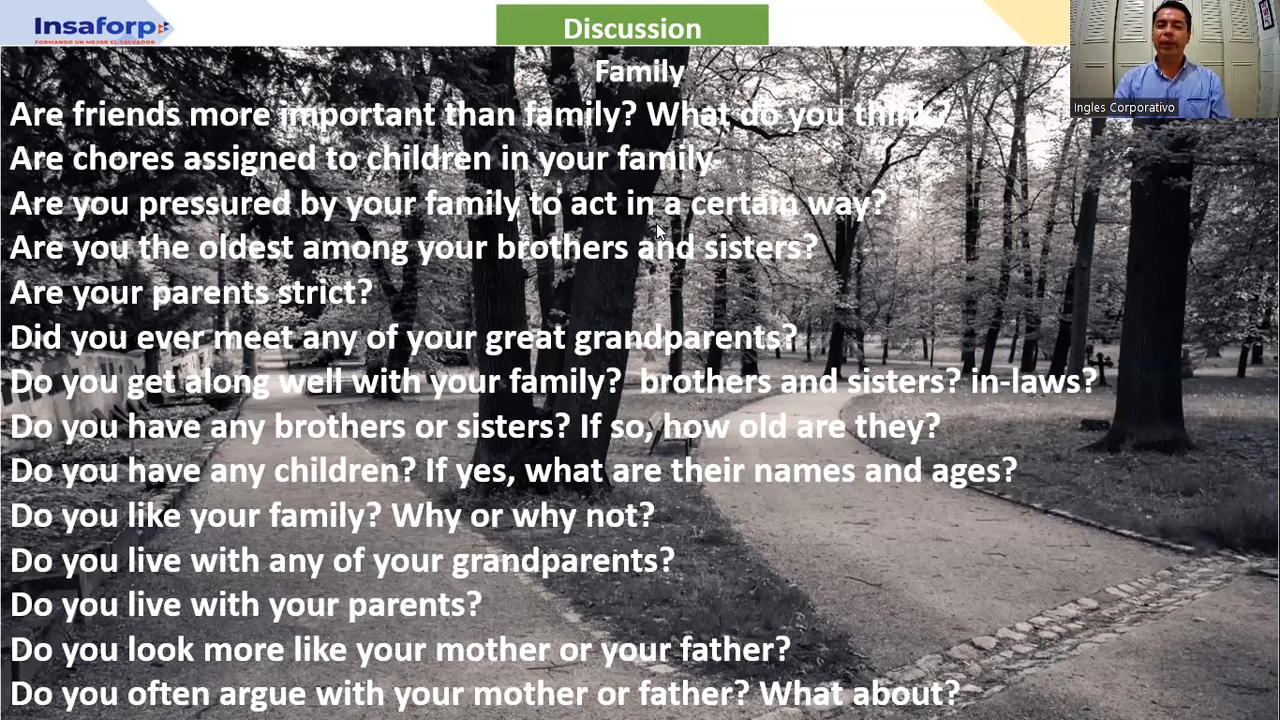 Insaforp
FORMANDO UN MEJOR EL SALVADOR
Discussion
Ingles Corporativo
Family
Are friends more important than family? What do you think?
Are chores assigned to children in your family-
Are you pressured by your family to act in a certain way?
Are you the oldest among your brothers and sisters?
Are your parents strict?
Did you ever meet any of your great grandparents?
Do you get along well with your family?  brothers and sisters? in-laws?
Do you have any brothers or sisters? If so, how old are they?
Do you have any children? If yes, what are their names and ages?
Do you like your family? Why or why not?
Do you live with any of your grandparents?
Do you live with your parents?
Do you look more like your mother or your father?
Do you often argue with your mother or father? What about?